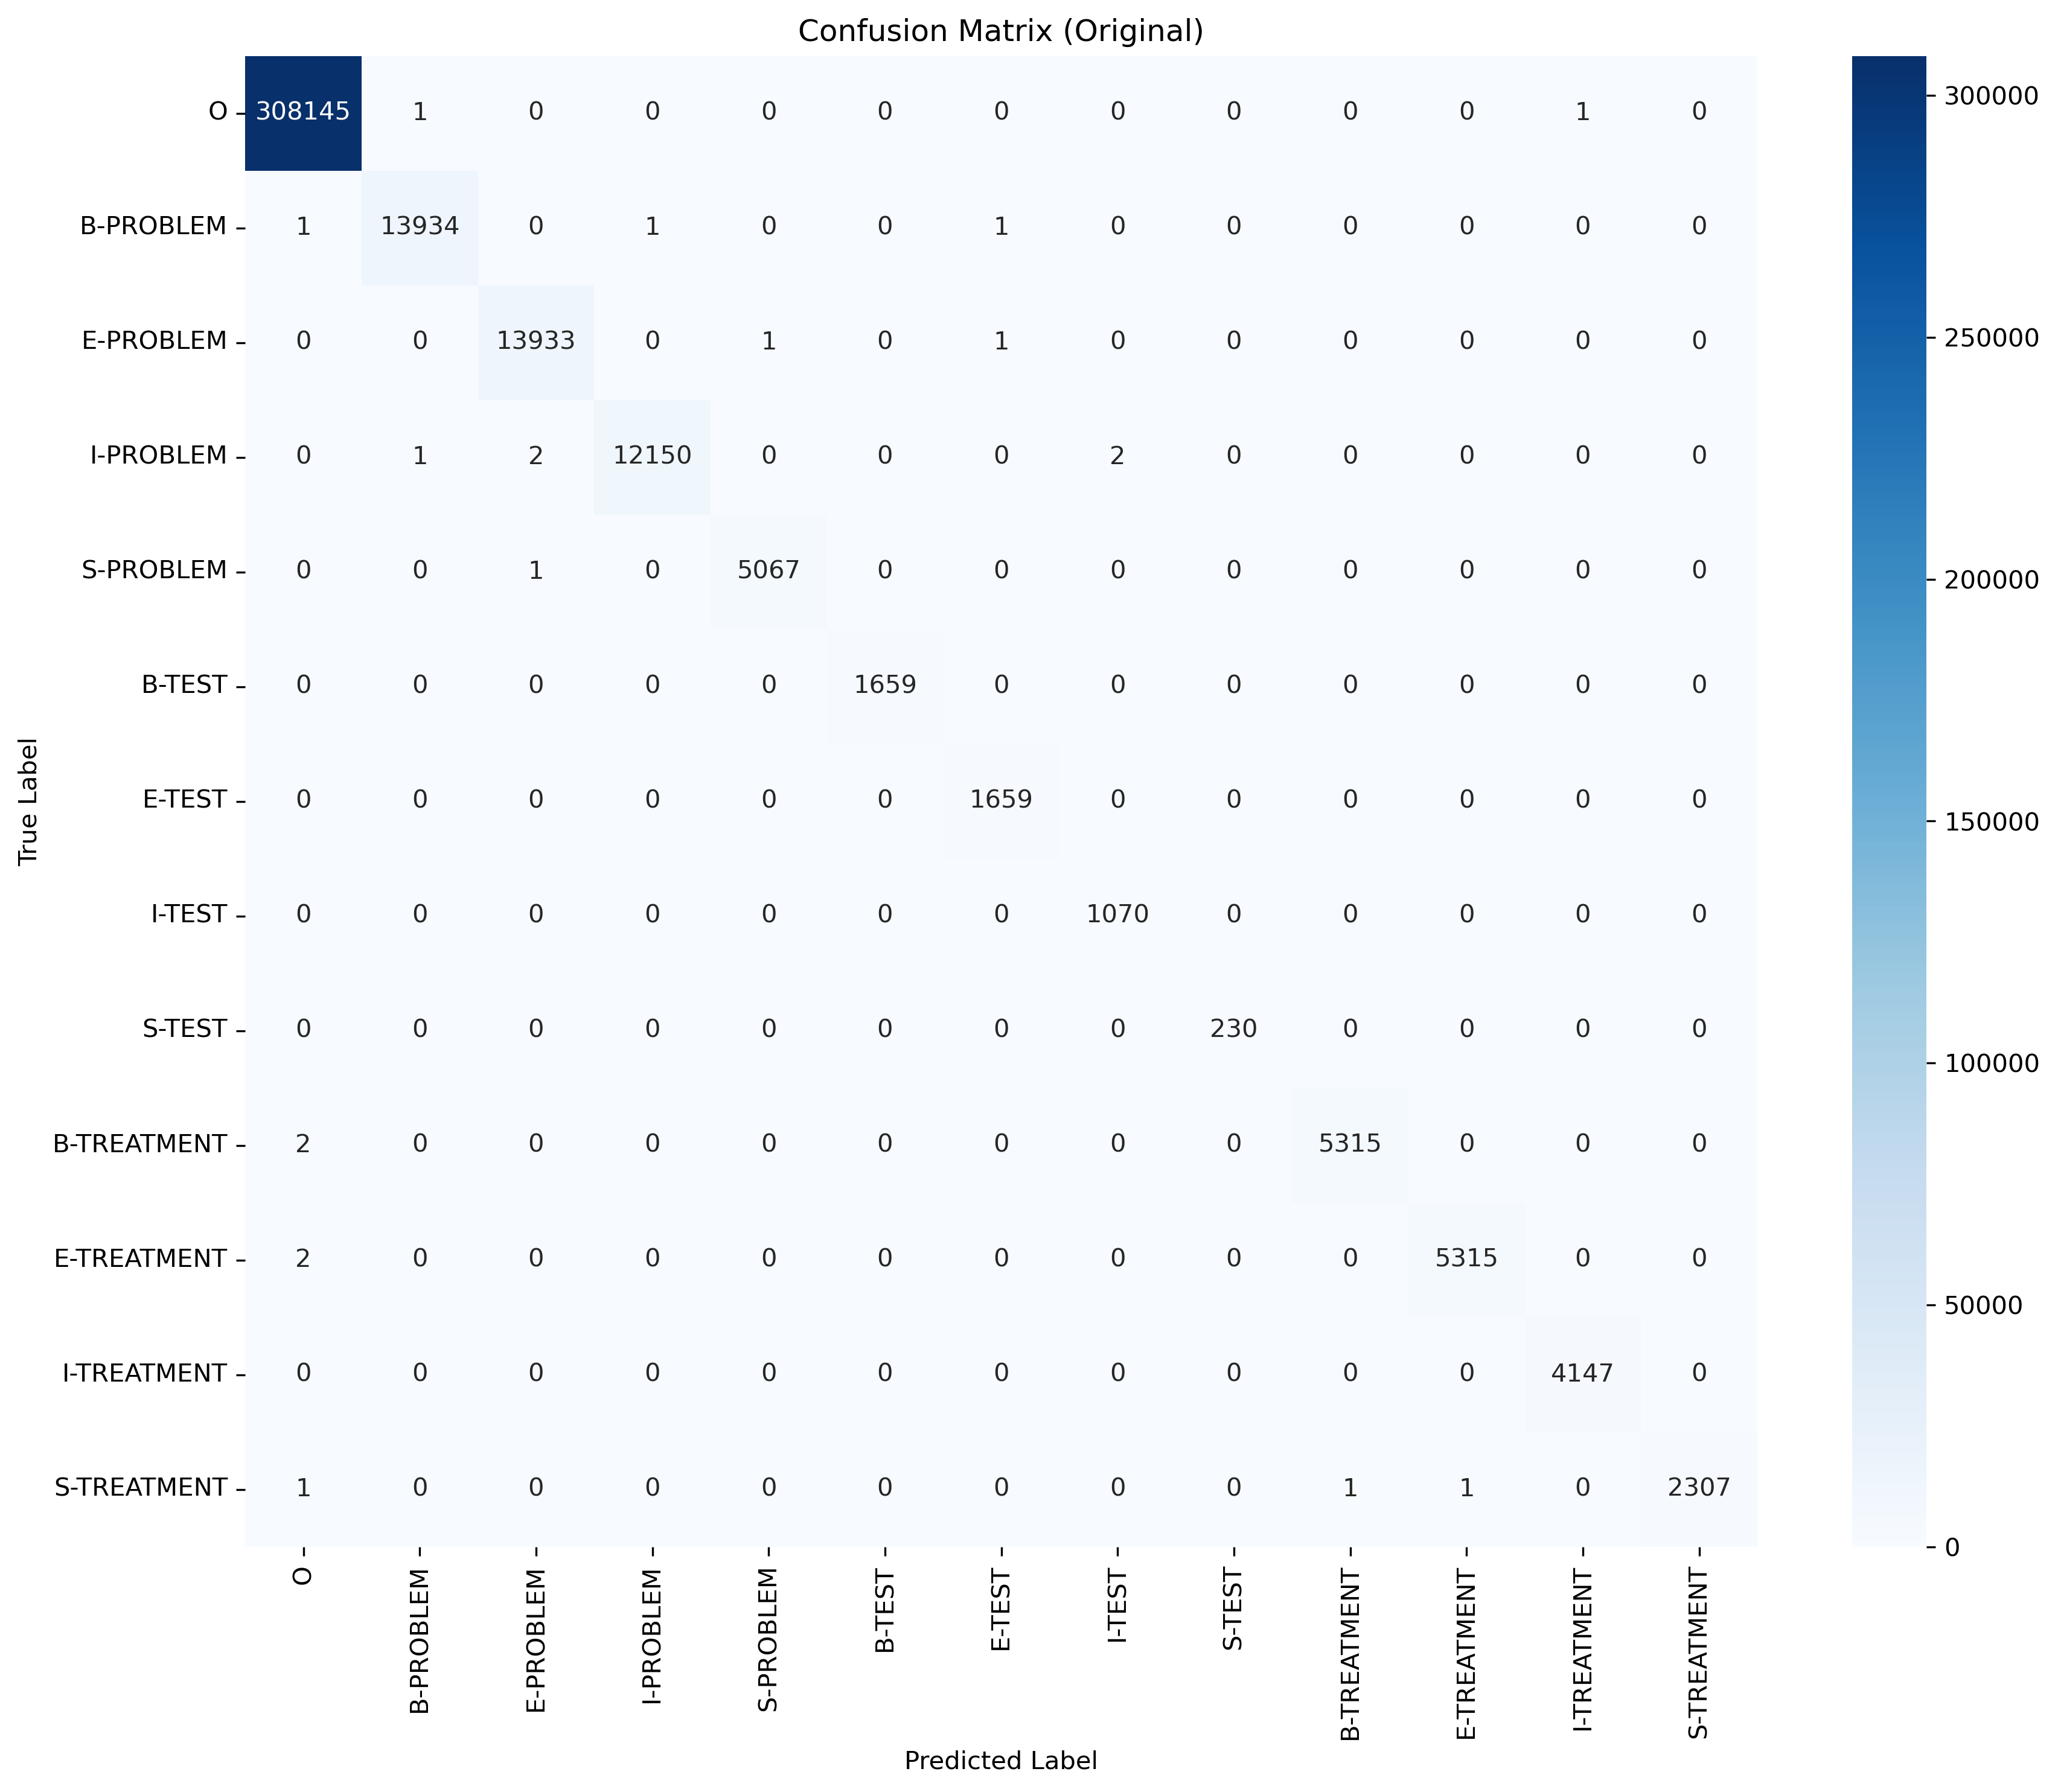 Confusion Matrix (Original)
O 308145 1 0 0 0 0 0 0 0 0 0 1 0
B-PROBLEM 1 13934 0 1 0 0 1 0 0 0 0 0 0
E-PROBLEM 0 0 13933 0 1 0 1 0 0 0 0 0 0
I-PROBLEM 0 1 2 12150 0 0 0 2 0 0 0 0 0
S-PROBLEM 0 0 1 0 5067 0 0 0 0 0 0 0 0
B-TEST 0 0 0 0 0 1659 0 0 0 0 0 0 0
E-TEST 0 0 0 0 0 0 1659 0 0 0 0 0 0
I-TEST 0 0 0 0 0 0 0 1070 0 0 0 0 0
S-TEST 0 0 0 0 0 0 0 0 230 0 0 0 0
B-TREATMENT 2 0 0 0 0 0 0 0 0 5315 0 0 0
E-TREATMENT 2 0 0 0 0 0 0 0 0 0 5315 0 0
I-TREATMENT 0 0 0 0 0 0 0 0 0 0 0 4147 0
S-TREATMENT 1 0 0 0 0 0 0 0 0 1 1 0 2307
True Label
O B-PROBLEM E-PROBLEM I-PROBLEM S-PROBLEM B-TEST E-TEST I-TEST S-TEST B-TREATMENT E-TREATMENT I-TREATMENT S-TREATMENT
Predicted Label
300000
250000
200000
150000
100000
50000
0